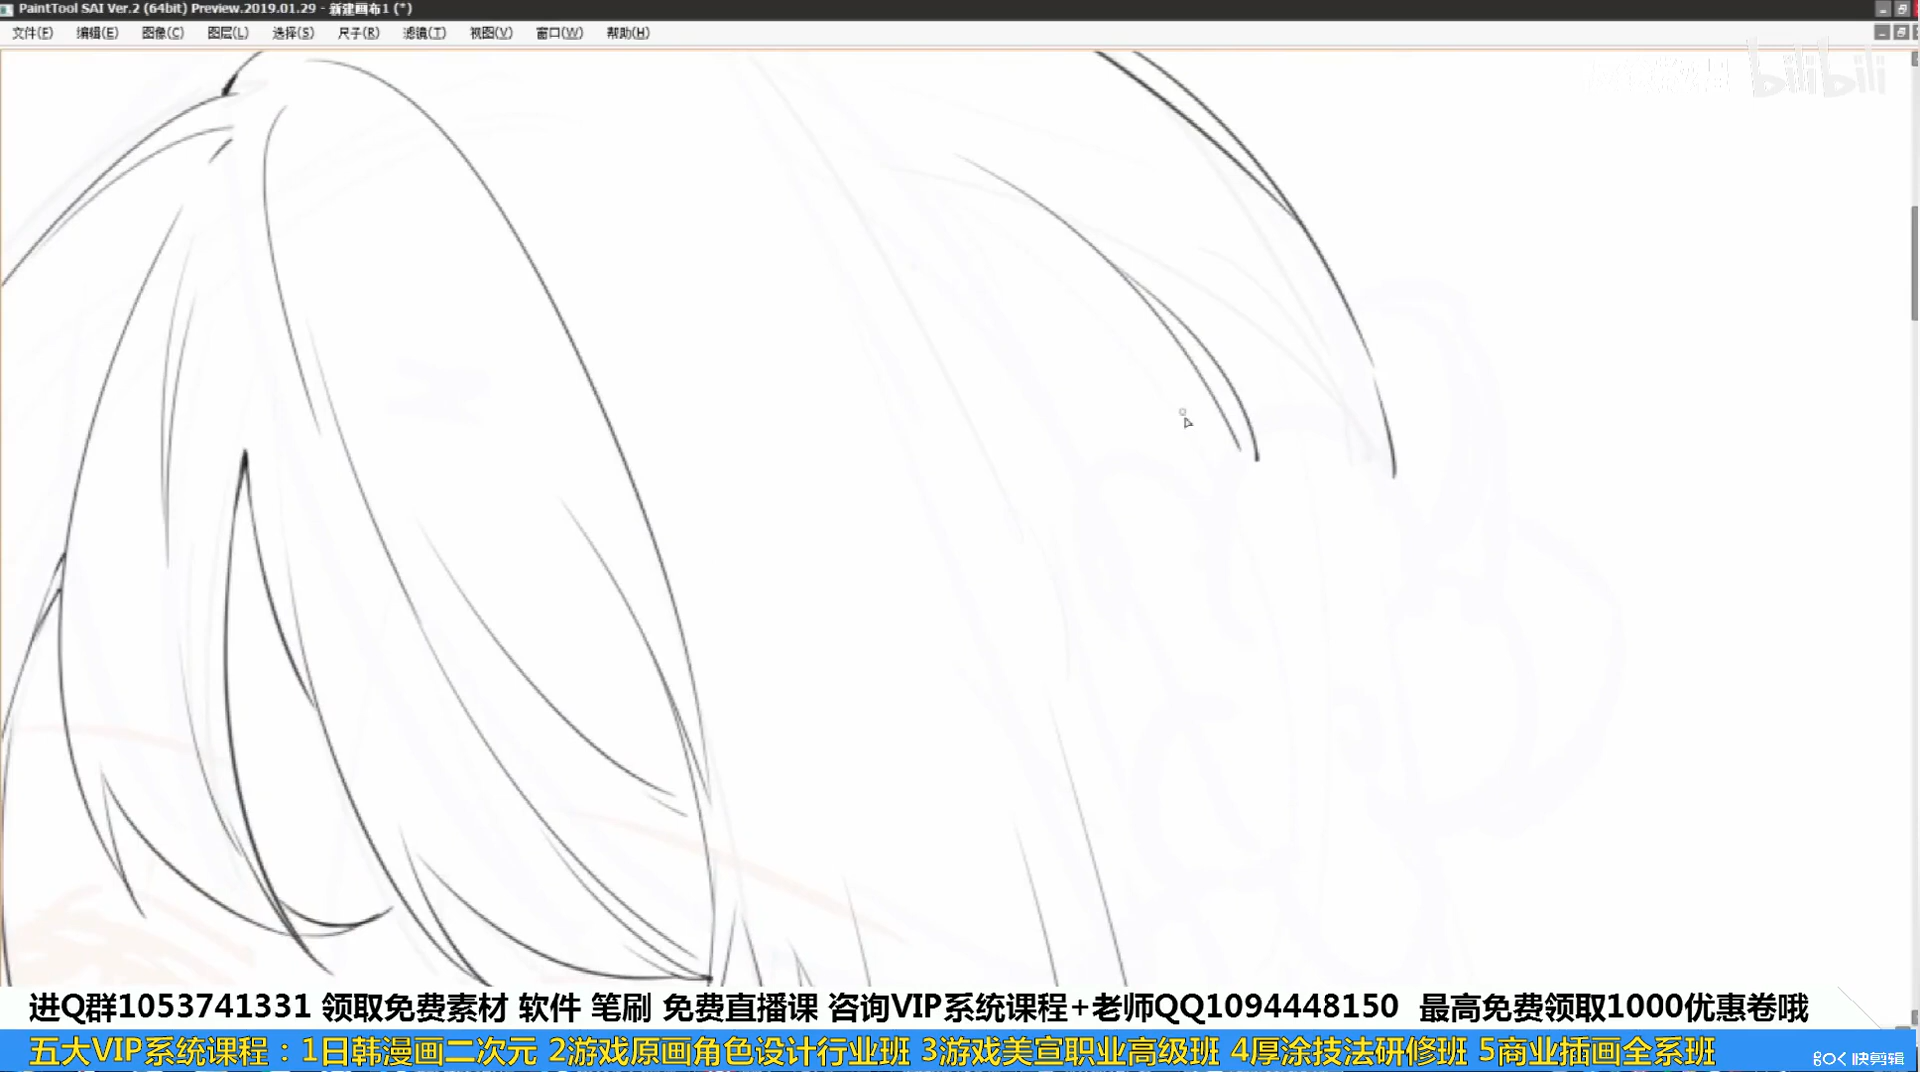 PaintTool SAI Ver.2 (64bit) Preview.2019.01.29 - 新建画布1 (*)
文件(F) 编辑(E) 图像(C) 图层(L) 选择(S) 尺子(R) 滤镜(T) 视图(V) 窗口(W) 帮助(H)
bilibili
进Q群1053741331 领取免费素材 软件 笔刷 免费直播课 咨询VIP系统课程+老师QQ1094448150 最高免费领取1000优惠卷哦
五大VIP系统课程：1日韩漫画二次元 2游戏原画角色设计行业班 3游戏美宣职业高级班 4厚涂技法研修班 5商业插画全系班
快剪辑